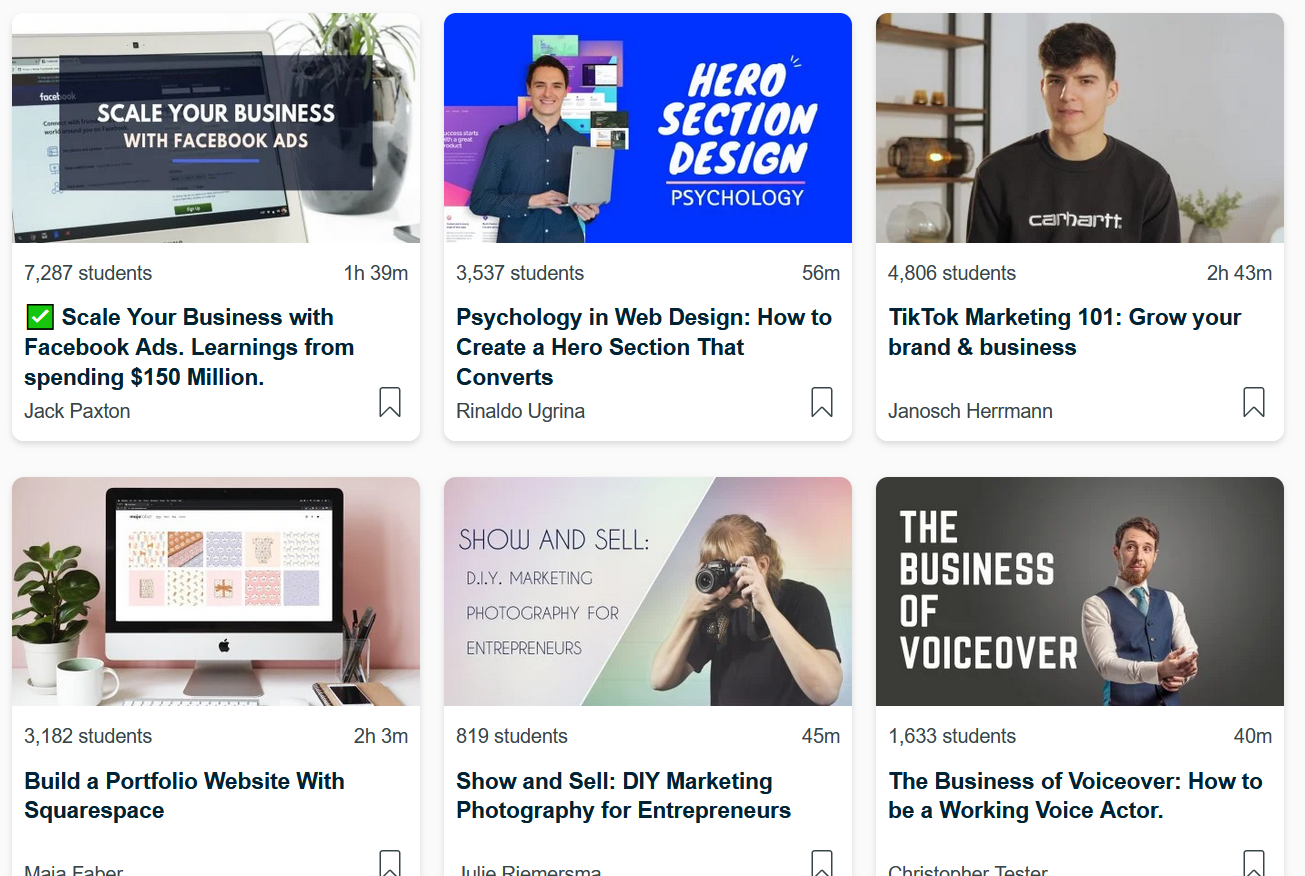 facebook
SCALE YOUR BUSINESS
WITH FACEBOOK ADS
Sign Up
HERO
SECTION
DESIGN
PSYCHOLOGY
carhartt.
7,287 students 1h 39m
3,537 students 56m
4,806 students 2h 43m
✅ Scale Your Business with
Facebook Ads. Learnings from
spending $150 Million.
Jack Paxton
Psychology in Web Design: How to
Create a Hero Section That
Converts
Rinaldo Ugrina
TikTok Marketing 101: Grow your
brand & business
Janosch Herrmann
SHOW AND SELL:
D.I.Y. MARKETING
PHOTOGRAPHY FOR
ENTREPRENEURS
THE
BUSINESS
OF
VOICEOVER
3,182 students 2h 3m
819 students 45m
1,633 students 40m
Build a Portfolio Website With
Squarespace
Maja Faber
Show and Sell: DIY Marketing
Photography for Entrepreneurs
Julie Riemersma
The Business of Voiceover: How to
be a Working Voice Actor.
Christopher Tester